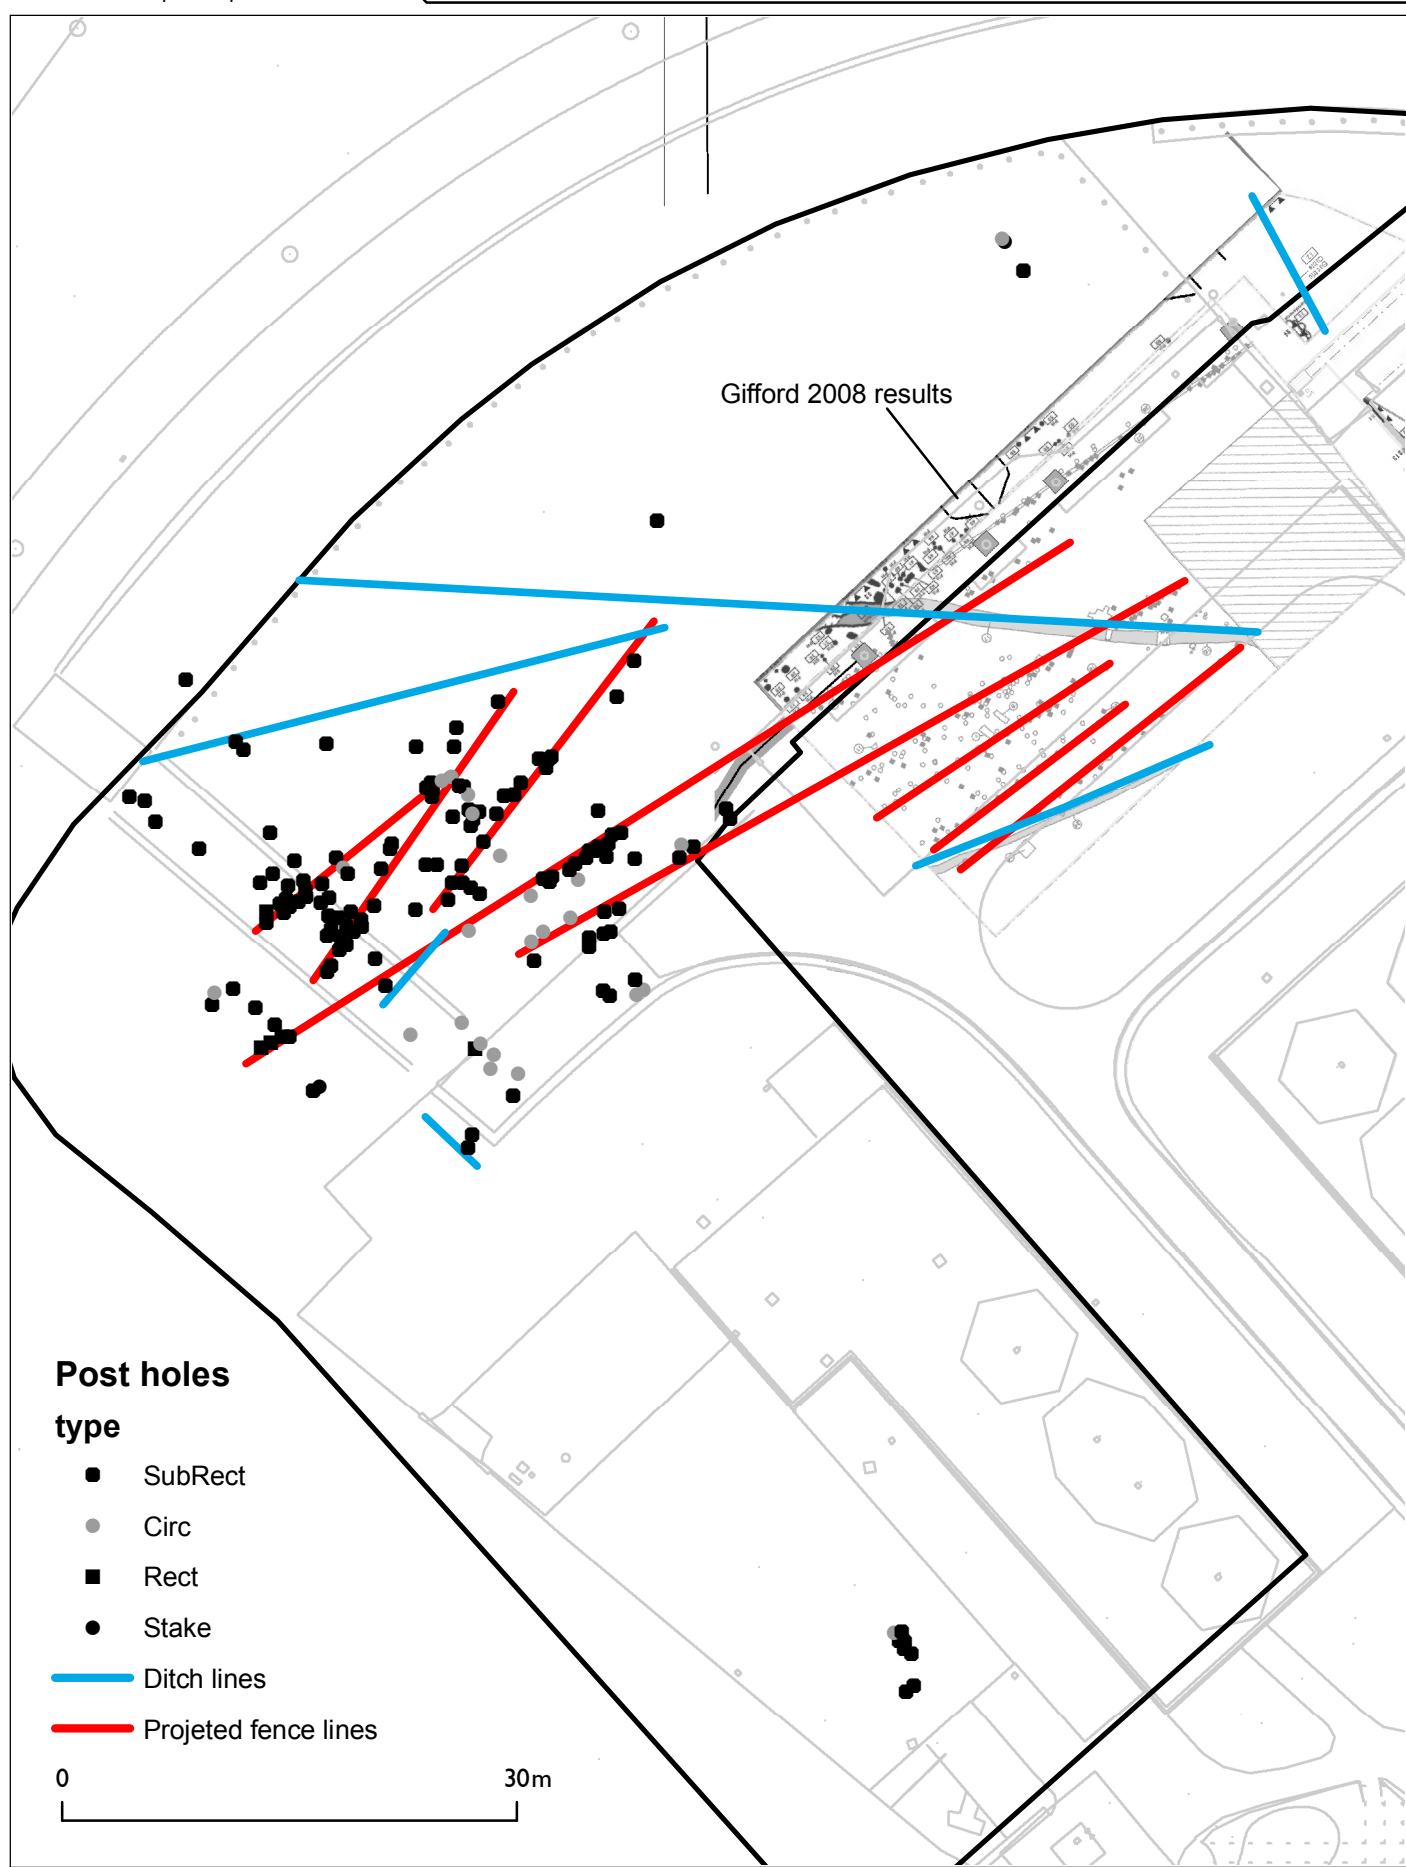 Gifford 2008 results
Post holes
type
SubRect
Circ
Rect
Stake
Ditch lines
Projeted fence lines
0 30m